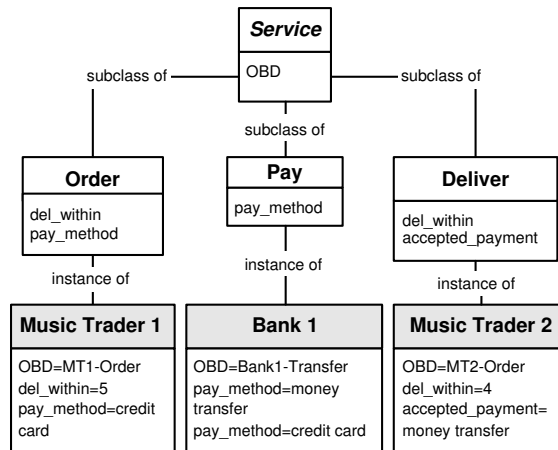 Service
OBD
subclass of
subclass of
subclass of
Order
del_within
pay_method
Pay
pay_method
Deliver
del_within
accepted_payment
instance of
instance of
instance of
Music Trader 1
OBD=MT1-Order
del_within=5
pay_method=credit
card
Bank 1
OBD=Bank1-Transfer
pay_method=money
transfer
pay_method=credit card
Music Trader 2
OBD=MT2-Order
del_within=4
accepted_payment=
money transfer